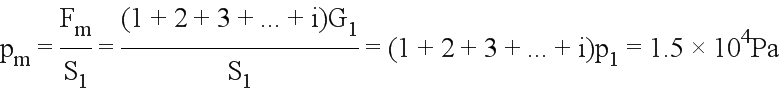 p_m = F_m / S_1 = (1 + 2 + 3 + ... + i)G_1 / S_1 = (1 + 2 + 3 + ... + i)p_1 = 1.5 × 10^4 Pa